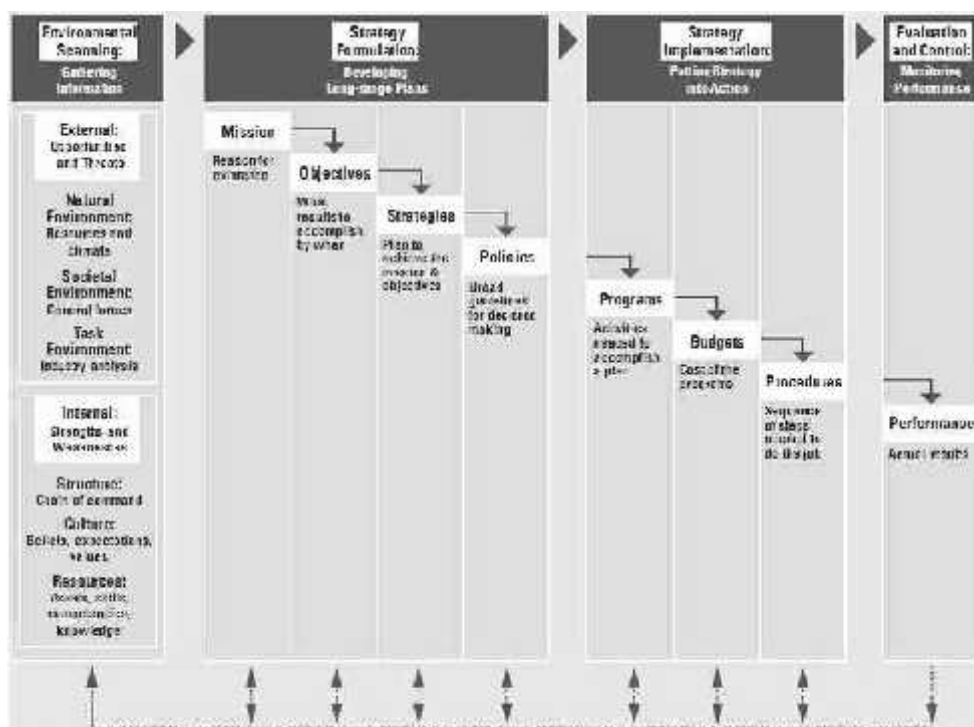 Environmental
Scanning:
Gathering
Information
Strategy
Formulation:
Developing
Long-range Plans
Strategy
Implementation:
Putting Strategy
into Action
Evaluation
and Control:
Monitoring
Performance
External:
Opportunities
and Threats
Natural
Environment:
Resources and
climate
Societal
Environment:
General forces
Task
Environment:
Industry analysis
Internal:
Strengths and
Weaknesses
Structure:
Chain of command
Culture:
Beliefs, expectations,
values
Resources:
Assets, skills,
competencies,
knowledge
Mission
Reason for
existence
Objectives
What
results to
accomplish
by when
Strategies
Plan to
achieve the
mission &
objectives
Policies
Broad
guidelines
for decision
making
Programs
Activities
needed to
accomplish
a plan
Budgets
Cost of the
programs
Procedures
Sequence
of steps
needed to
do the job
Performance
Actual results